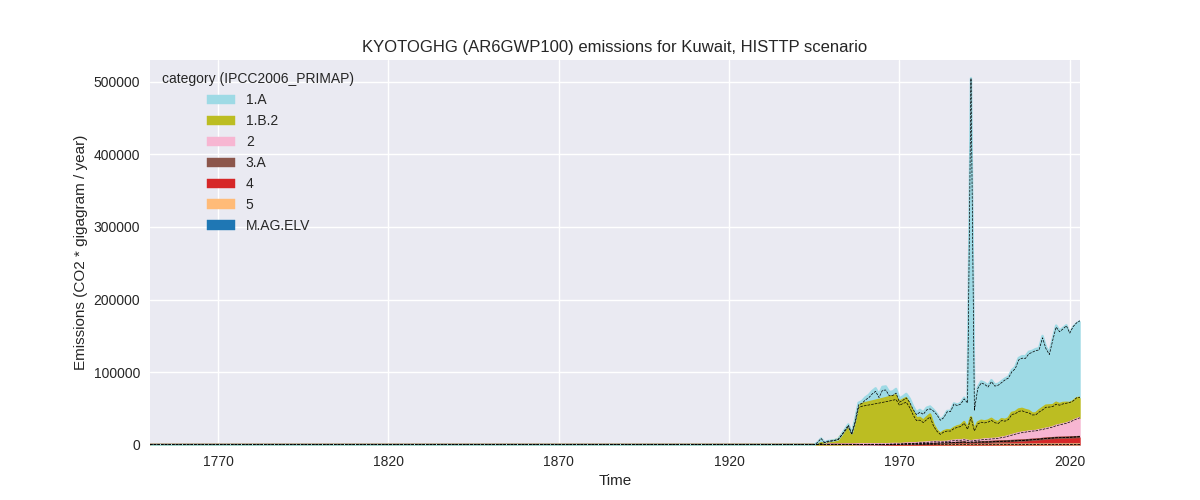 KYOTOGHG (AR6GWP100) emissions for Kuwait, HISTTP scenario
category (IPCC2006_PRIMAP)
1.A
1.B.2
2
3.A
4
5
M.AG.ELV
Emissions (CO2 * gigagram / year)
500000
400000
300000
200000
100000
0
1770
1820
1870
1920
1970
2020
Time